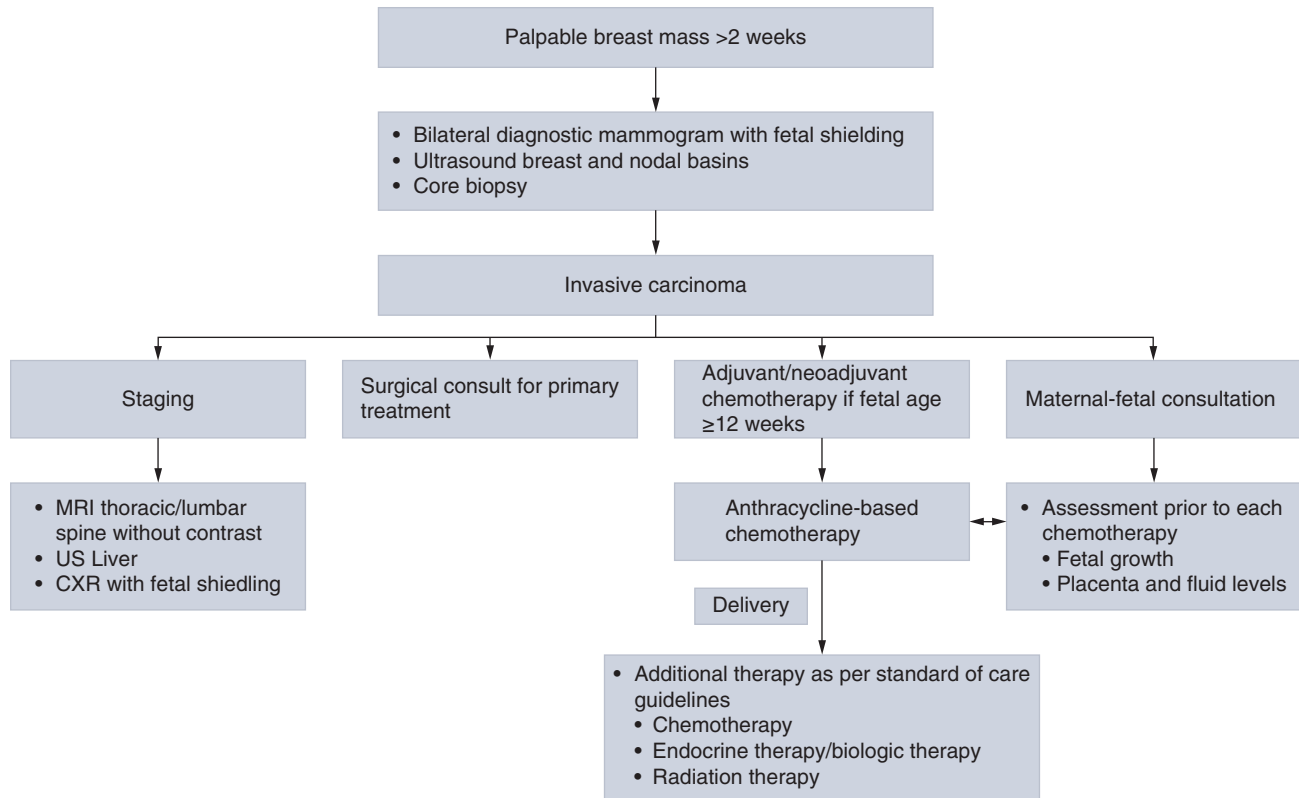 Palpable breast mass >2 weeks
• Bilateral diagnostic mammogram with fetal shielding
• Ultrasound breast and nodal basins
• Core biopsy
Invasive carcinoma
Staging
Surgical consult for primary
treatment
Adjuvant/neoadjuvant
chemotherapy if fetal age
≥12 weeks
Maternal-fetal consultation
• MRI thoracic/lumbar
spine without contrast
• US Liver
• CXR with fetal shiedling
Anthracycline-based
chemotherapy
• Assessment prior to each
chemotherapy
• Fetal growth
• Placenta and fluid levels
Delivery
• Additional therapy as per standard of care
guidelines
• Chemotherapy
• Endocrine therapy/biologic therapy
• Radiation therapy